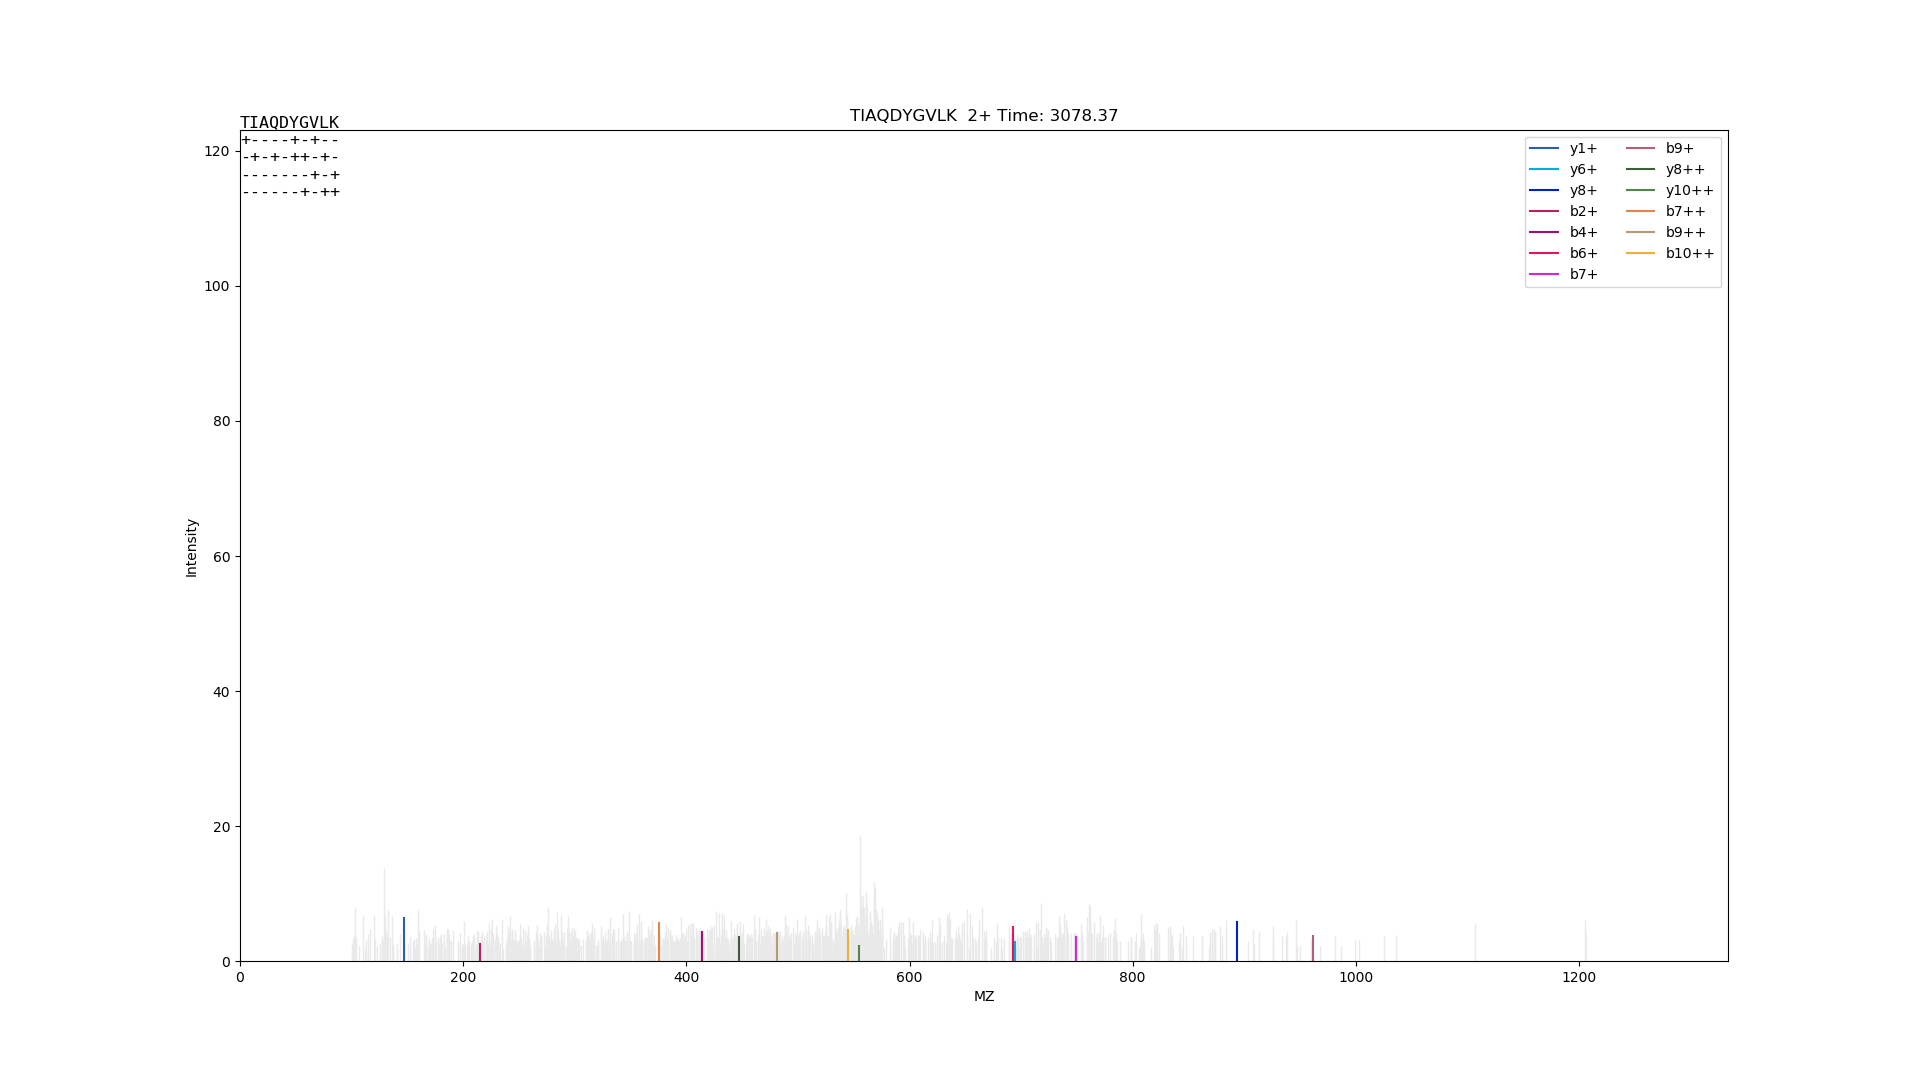 TIAQDYGVLK 2+ Time: 3078.37
TIAQDYGVLK
+----+-+--
-+-+-++-+-
-------+-+
------+-++
y1+
y6+
y8+
b2+
b4+
b6+
b7+
b9+
y8++
y10++
b7++
b9++
b10++
120
100
80
60
40
20
0
Intensity
0 200 400 600 800 1000 1200
MZ